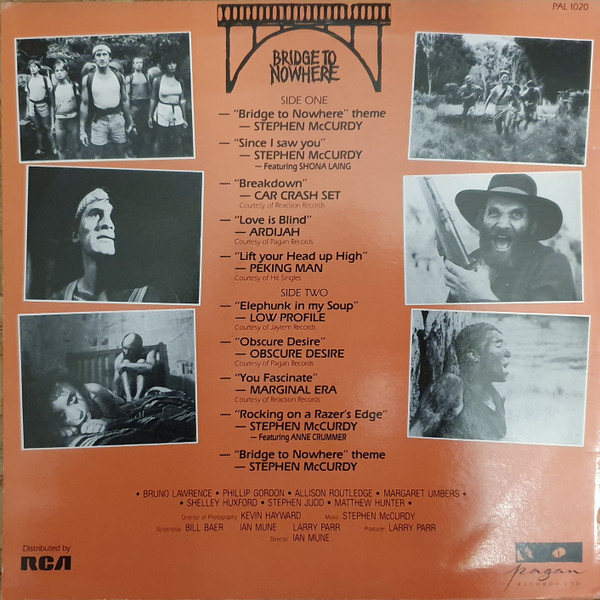 PAL 1020
BRIDGE TO
NOWHERE
SIDE ONE
— "Bridge to Nowhere" theme
— STEPHEN McCURDY
— "Since I saw you"
— STEPHEN McCURDY
— Featuring SHONA LAING
— "Breakdown"
— CAR CRASH SET
Courtesy of Reaction Records
— "Love is Blind"
— ARDIJAH
Courtesy of Pagan Records
— "Lift your Head up High"
— PEKING MAN
Courtesy of Hit Singles
SIDE TWO
— "Elephunk in my Soup"
— LOW PROFILE
Courtesy of Jayrem Records
— "Obscure Desire"
— OBSCURE DESIRE
Courtesy of Pagan Records
— "You Fascinate"
— MARGINAL ERA
Courtesy of Reaction Records
— "Rocking on a Razer's Edge"
— STEPHEN McCURDY
— Featuring ANNE CRUMMER
— "Bridge to Nowhere" theme
— STEPHEN McCURDY
• BRUNO LAWRENCE • PHILLIP GORDON • ALLISON ROUTLEDGE • MARGARET UMBERS •
• SHELLEY HUXFORD • STEPHEN JUDD • MATTHEW HUNTER •
Director of Photography: KEVIN HAYWARD Music: STEPHEN McCURDY
Screenplay: BILL BAER IAN MUNE LARRY PARR Producer: LARRY PARR
Director: IAN MUNE
Distributed by
RCA
pagan
RECORDS LTD